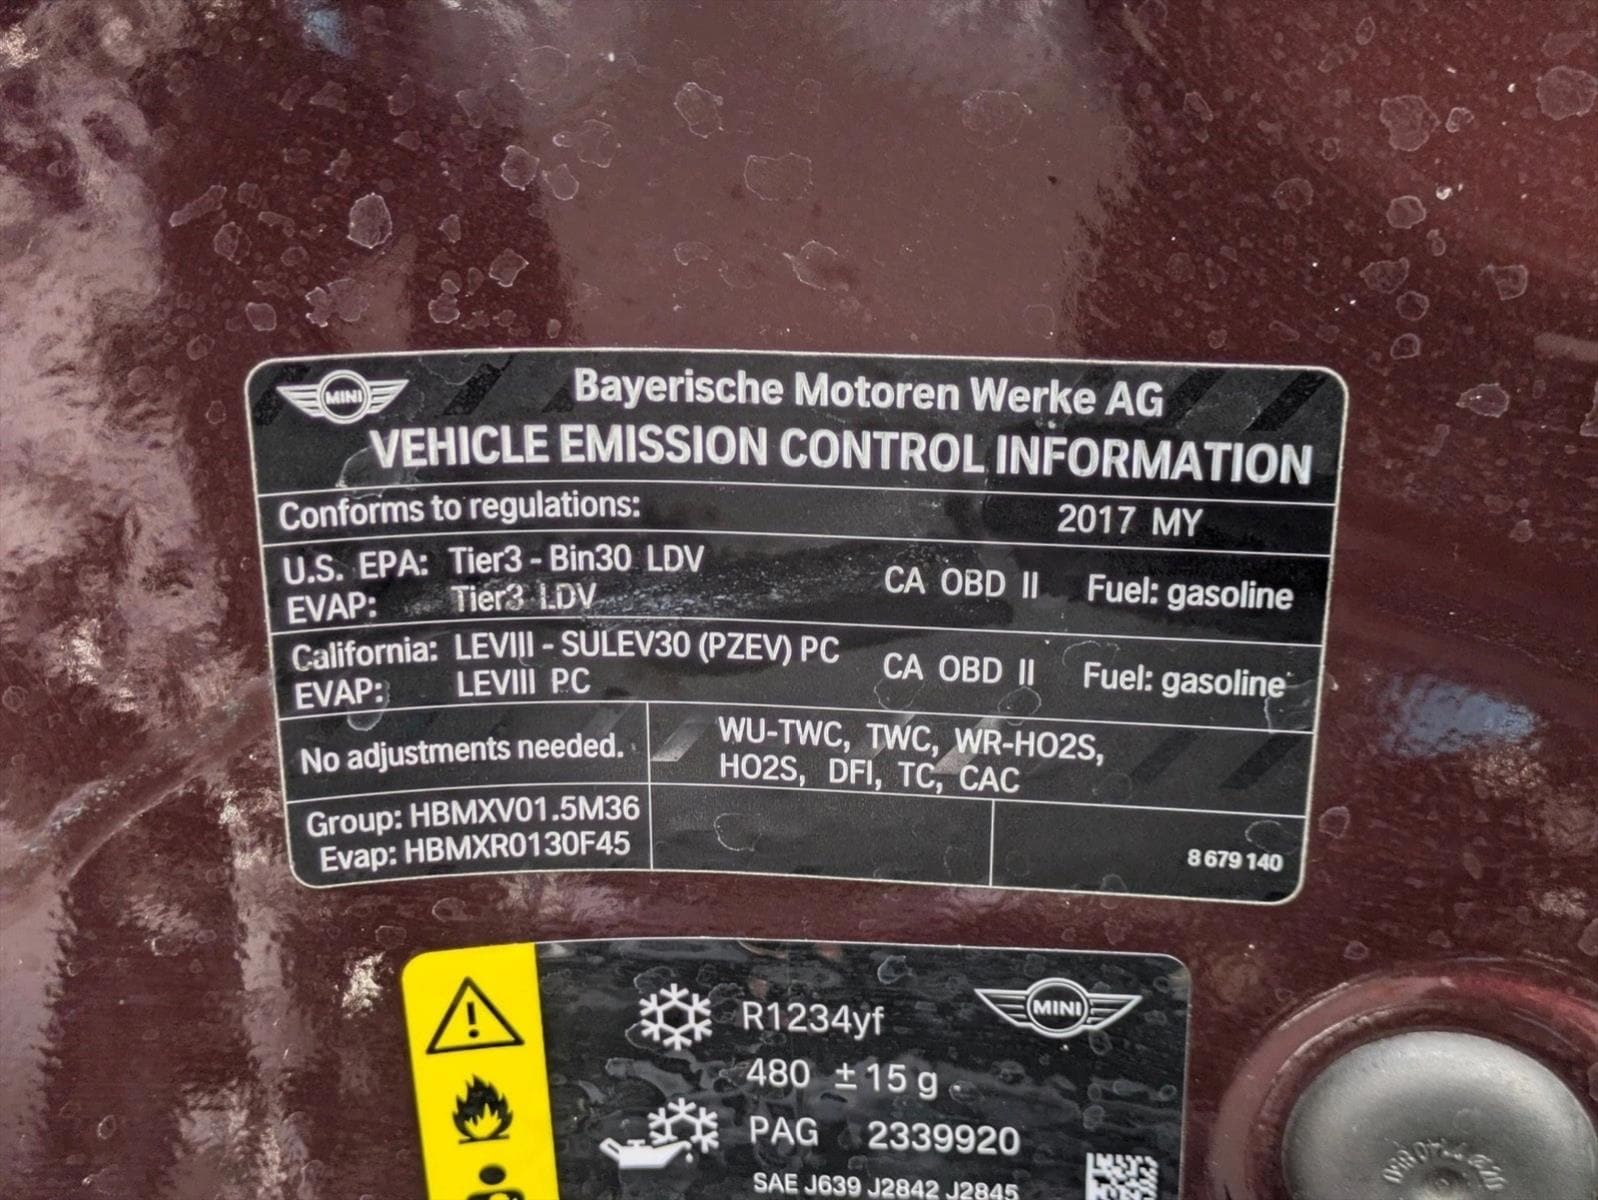 MINI
Bayerische Motoren Werke AG
VEHICLE EMISSION CONTROL INFORMATION
Conforms to regulations: 2017 MY
U.S. EPA: Tier3 - Bin30 LDV
EVAP: Tier3 LDV
CA OBD II Fuel: gasoline
California: LEVIII - SULEV30 (PZEV) PC
EVAP: LEVIII PC
CA OBD II Fuel: gasoline
No adjustments needed.
WU-TWC, TWC, WR-HO2S,
HO2S, DFI, TC, CAC
Group: HBMXV01.5M36
Evap: HBMXR0130F45
8 679 140
R1234yf
MINI
480 ± 15 g
PAG 2339920
SAE J639 J2842 J2845